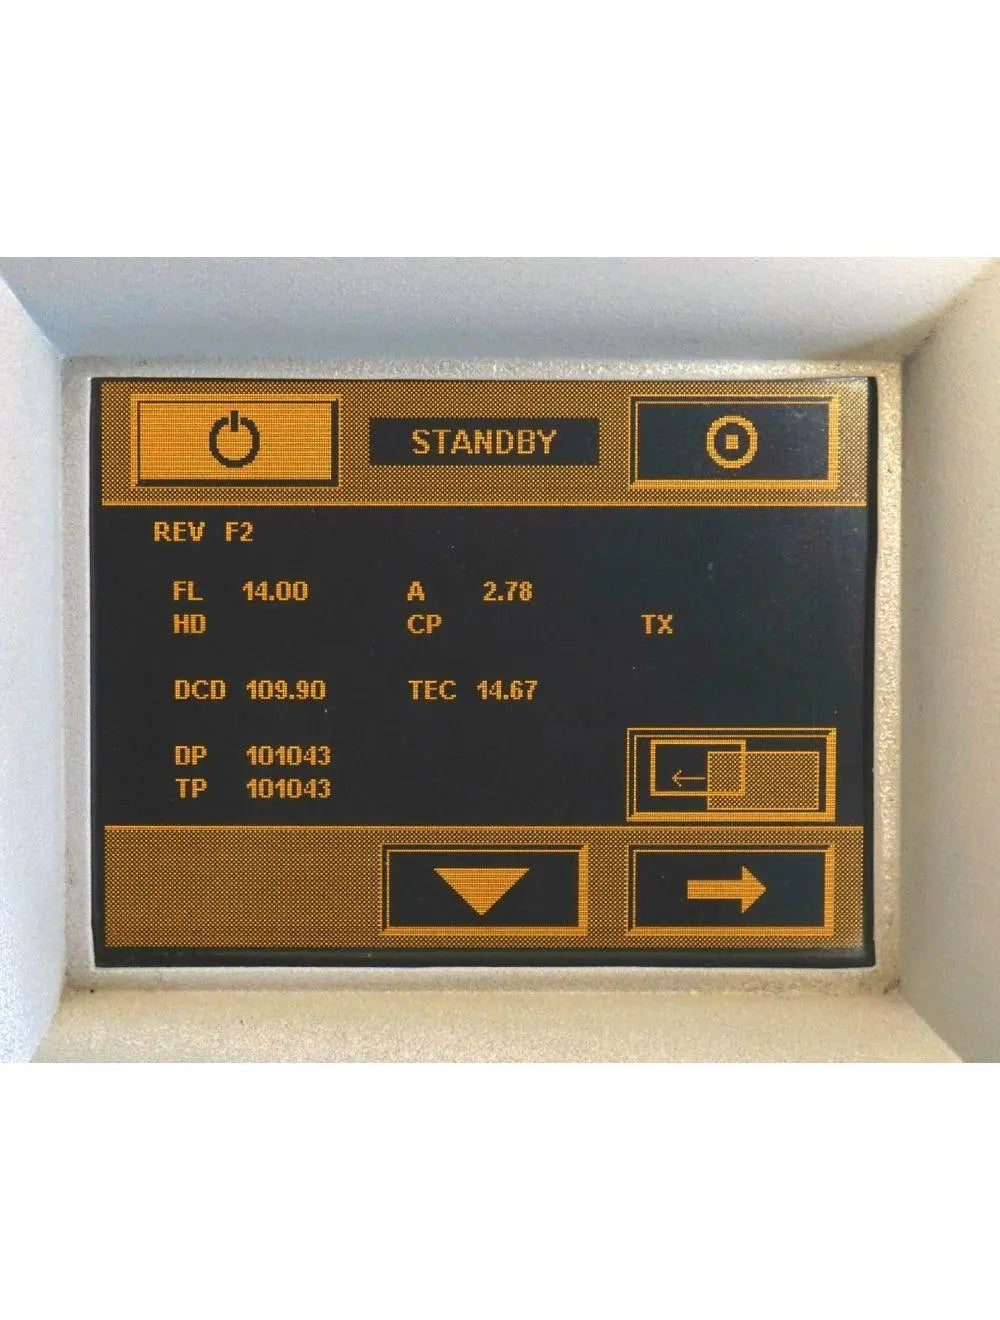 STANDBY
REV F2
FL 14.00 A 2.78
HD CP TX
DCD 109.90 TEC 14.67
DP 101043
TP 101043